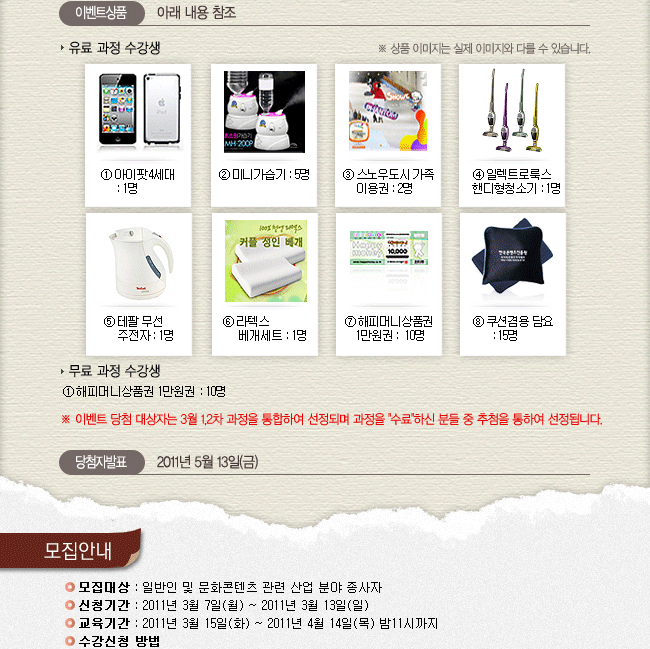 이벤트상품 아래 내용 참조
유료 과정 수강생
※ 상품 이미지는 실제 이미지와 다를 수 있습니다.
① 아이팟4세대
: 1명
② 미니가습기 : 5명
③ 스노우도시 가족
이용권 : 2명
④ 일렉트로룩스
핸디형청소기 : 1명
MH-200P
iPod
100% 천연 라텍스
커플 성인 베개
Happy
money
10,000
Tefal
⑤ 테팔 무선
주전자 : 1명
⑥ 라텍스
베개세트 : 1명
⑦ 해피머니상품권
1만원권 : 10명
⑧ 쿠션겸용 담요
: 15명
무료 과정 수강생
① 해피머니상품권 1만원권 : 10명
※ 이벤트 당첨 대상자는 3월 1,2차 과정을 통합하여 선정되며 과정을 "수료"하신 분들 중 추첨을 통하여 선정됩니다.
당첨자발표 2011년 5월 13일(금)
모집안내
모집대상 : 일반인 및 문화콘텐츠 관련 산업 분야 종사자
신청기간 : 2011년 3월 7일(월) ~ 2011년 3월 13일(일)
교육기간 : 2011년 3월 15일(화) ~ 2011년 4월 14일(목) 밤11시까지
수강신청 방법